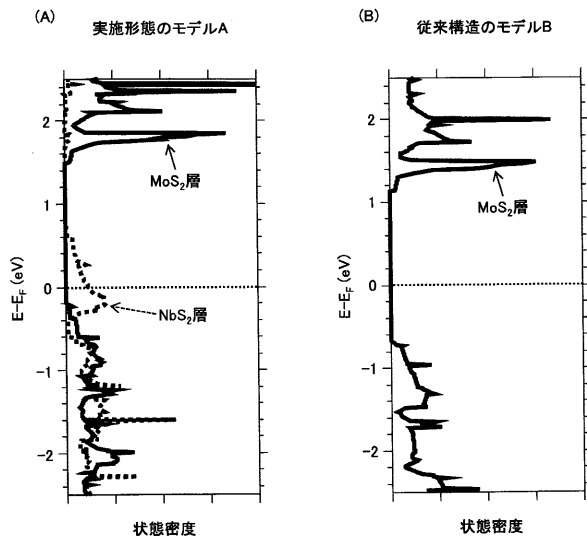 (A)
実施形態のモデルA
2
1
0
-1
-2
E-EF (eV)
MoS2層
NbS2層
状態密度
(B)
従来構造のモデルB
2
1
0
-1
-2
E-EF (eV)
MoS2層
状態密度